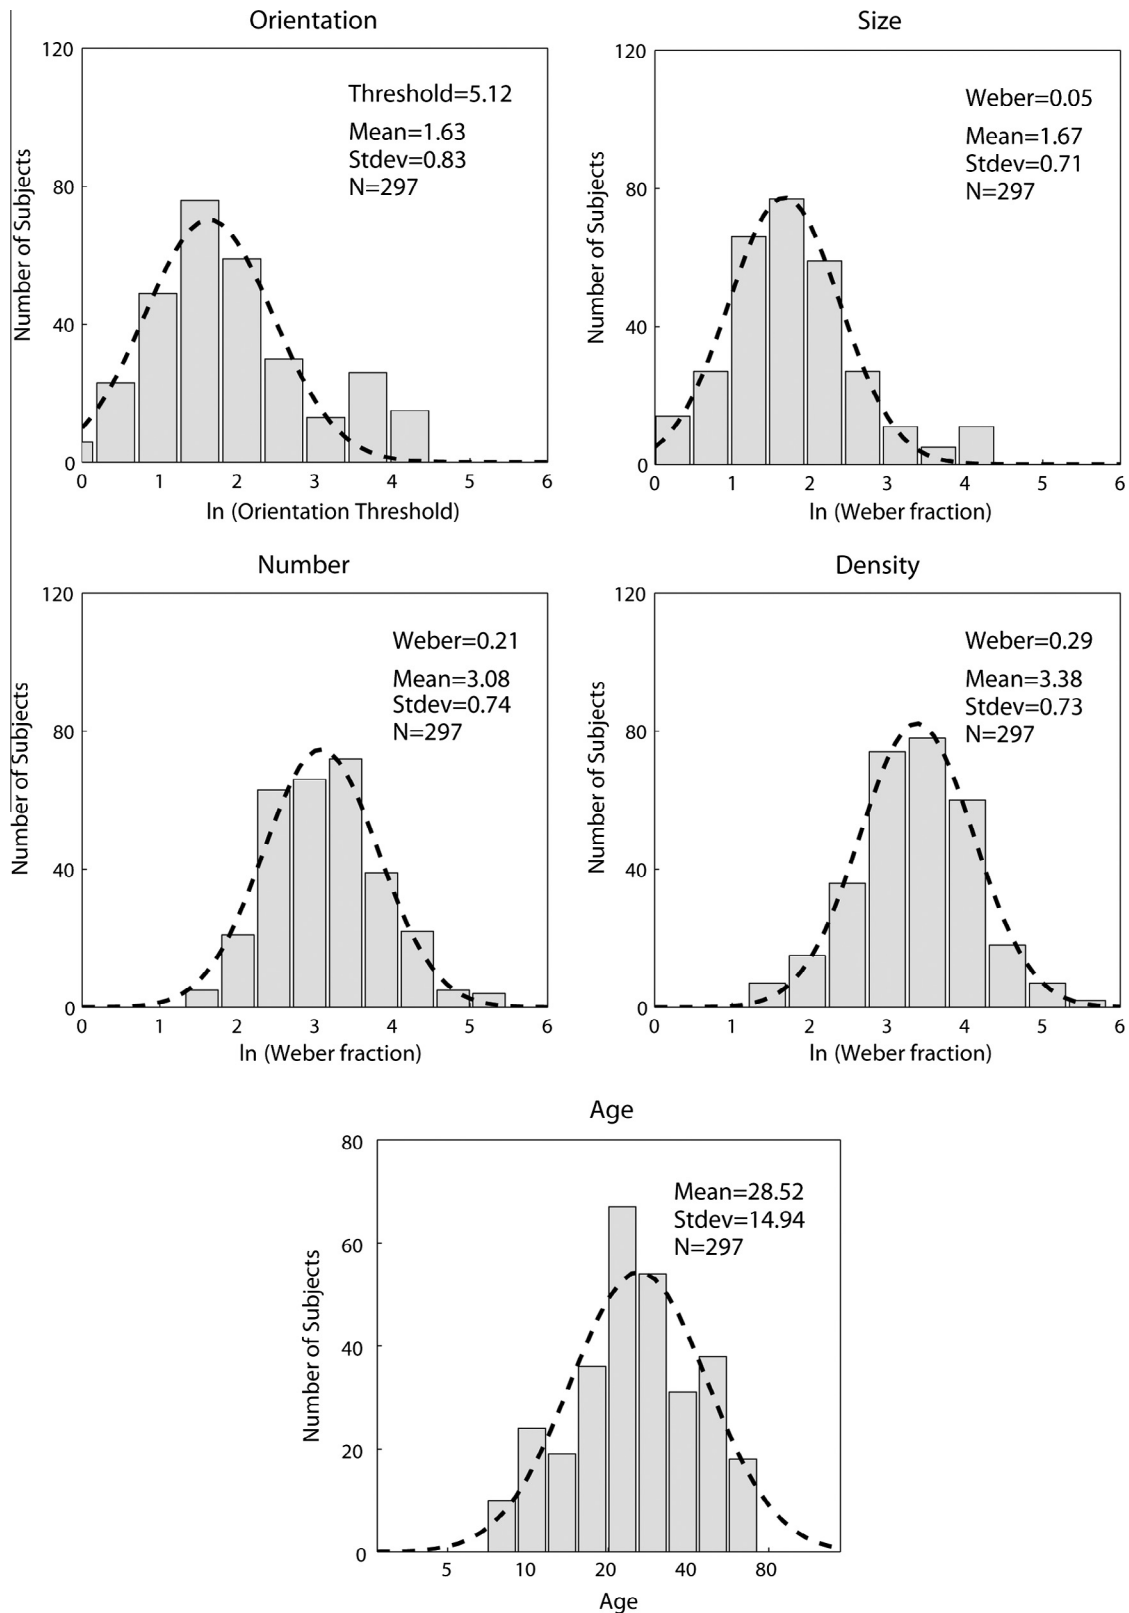 Orientation
120
80
40
0
Number of Subjects
Threshold=5.12
Mean=1.63
Stdev=0.83
N=297
1 2 3 4 5 6
ln (Orientation Threshold)
Size
120
80
40
0
Number of Subjects
Weber=0.05
Mean=1.67
Stdev=0.71
N=297
0 1 2 3 4 5 6
ln (Weber fraction)
Number
120
80
40
0
Number of Subjects
Weber=0.21
Mean=3.08
Stdev=0.74
N=297
0 1 2 3 4 5 6
ln (Weber fraction)
Density
120
80
40
0
Number of Subjects
Weber=0.29
Mean=3.38
Stdev=0.73
N=297
0 1 2 3 4 5 6
ln (Weber fraction)
Age
80
60
40
20
0
Number of Subjects
Mean=28.52
Stdev=14.94
N=297
5 10 20 40 80
Age